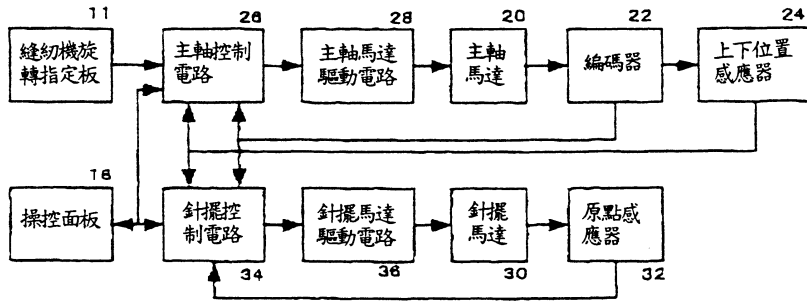 11
26
28
20
22
24
縫紉機旋
轉指定板
主軸控制
電路
主軸馬達
驅動電路
主軸
馬達
編碼器
上下位置
感應器
16
操控面板
針擺控
制電路
針擺馬達
驅動電路
針擺
馬達
原點感
應器
34
36
30
32